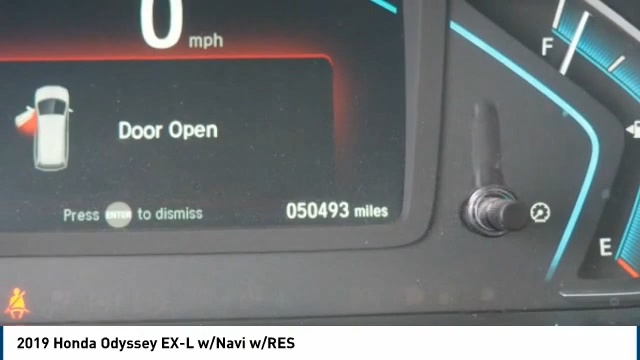 0 mph
F
Door Open
Press ENTER to dismiss
050493 miles
E
2019 Honda Odyssey EX-L w/Navi w/RES